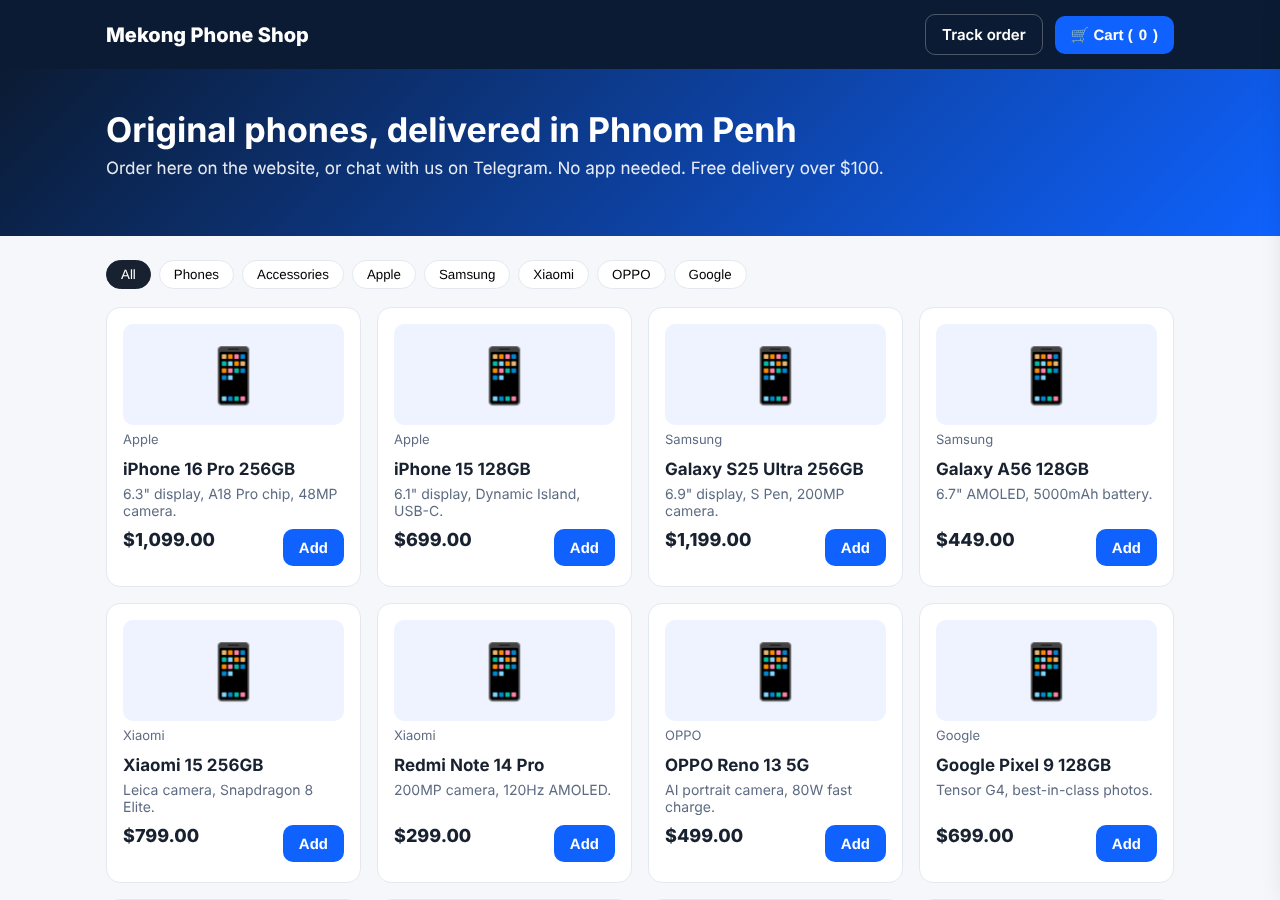 Mekong Phone Shop
Track order
🛒 Cart ( 0 )
Original phones, delivered in Phnom Penh
Order here on the website, or chat with us on Telegram. No app needed. Free delivery over $100.
All
Phones
Accessories
Apple
Samsung
Xiaomi
OPPO
Google
Apple
iPhone 16 Pro 256GB
6.3" display, A18 Pro chip, 48MP
camera.
$1,099.00
Add
Apple
iPhone 15 128GB
6.1" display, Dynamic Island,
USB-C.
$699.00
Add
Samsung
Galaxy S25 Ultra 256GB
6.9" display, S Pen, 200MP
camera.
$1,199.00
Add
Samsung
Galaxy A56 128GB
6.7" AMOLED, 5000mAh battery.
$449.00
Add
Xiaomi
Xiaomi 15 256GB
Leica camera, Snapdragon 8
Elite.
$799.00
Add
Xiaomi
Redmi Note 14 Pro
200MP camera, 120Hz AMOLED.
$299.00
Add
OPPO
OPPO Reno 13 5G
AI portrait camera, 80W fast
charge.
$499.00
Add
Google
Google Pixel 9 128GB
Tensor G4, best-in-class photos.
$699.00
Add